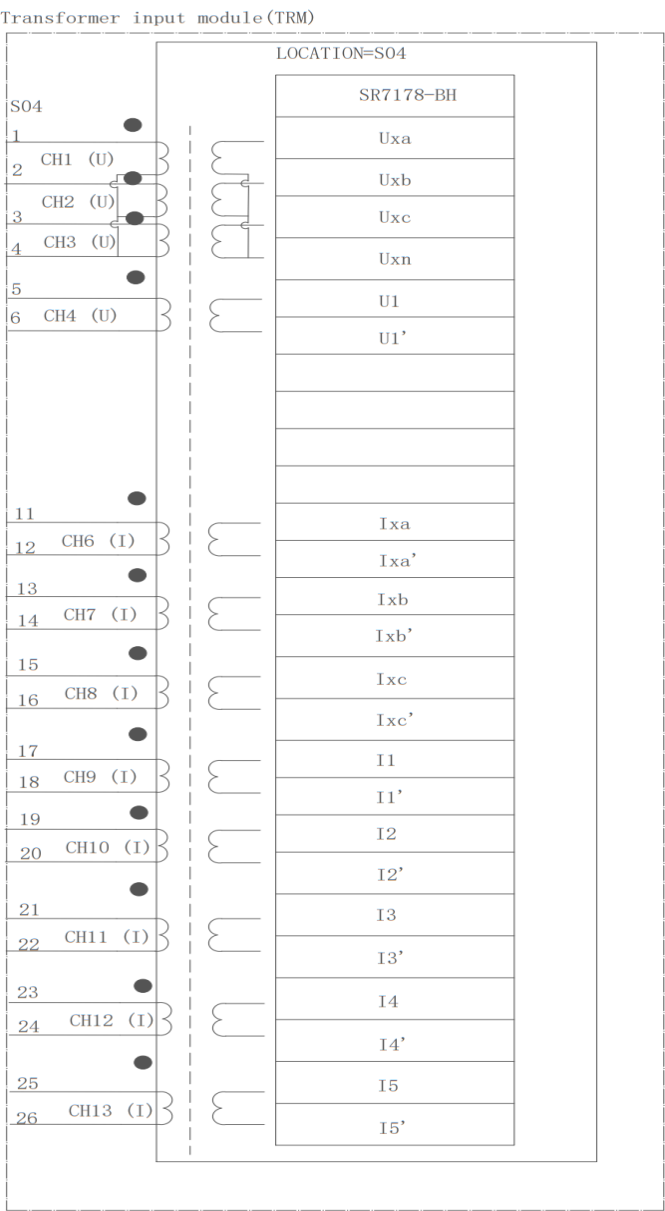 Transformer input module(TRM)
LOCATION=S04
SR7178-BH
S04
1
Uxa
CH1 (U)
2
Uxb
CH2 (U)
3
Uxc
CH3 (U)
4
Uxn
5
U1
6 CH4 (U)
U1'
11
Ixa
12 CH6 (I)
Ixa'
13
Ixb
14 CH7 (I)
Ixb'
15
Ixc
16 CH8 (I)
Ixc'
17
I1
18 CH9 (I)
I1'
19
I2
20 CH10 (I)
I2'
21
I3
22 CH11 (I)
I3'
23
I4
24 CH12 (I)
I4'
25
I5
26 CH13 (I)
I5'